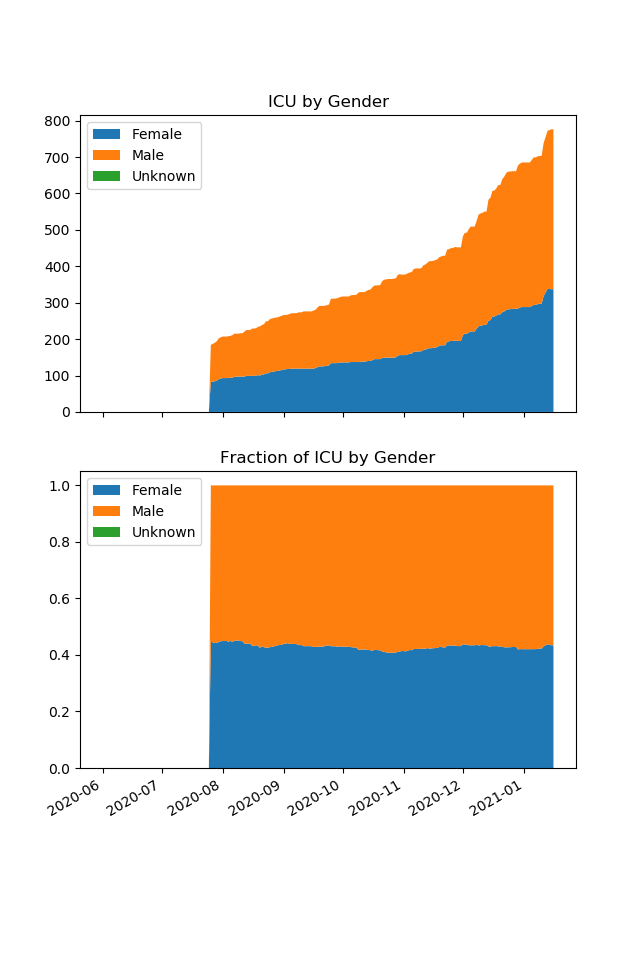 ICU by Gender
800
700
600
500
400
300
200
100
0
Female
Male
Unknown
Fraction of ICU by Gender
1.0
0.8
0.6
0.4
0.2
0.0
Female
Male
Unknown
2020-06
2020-07
2020-08
2020-09
2020-10
2020-11
2020-12
2021-01